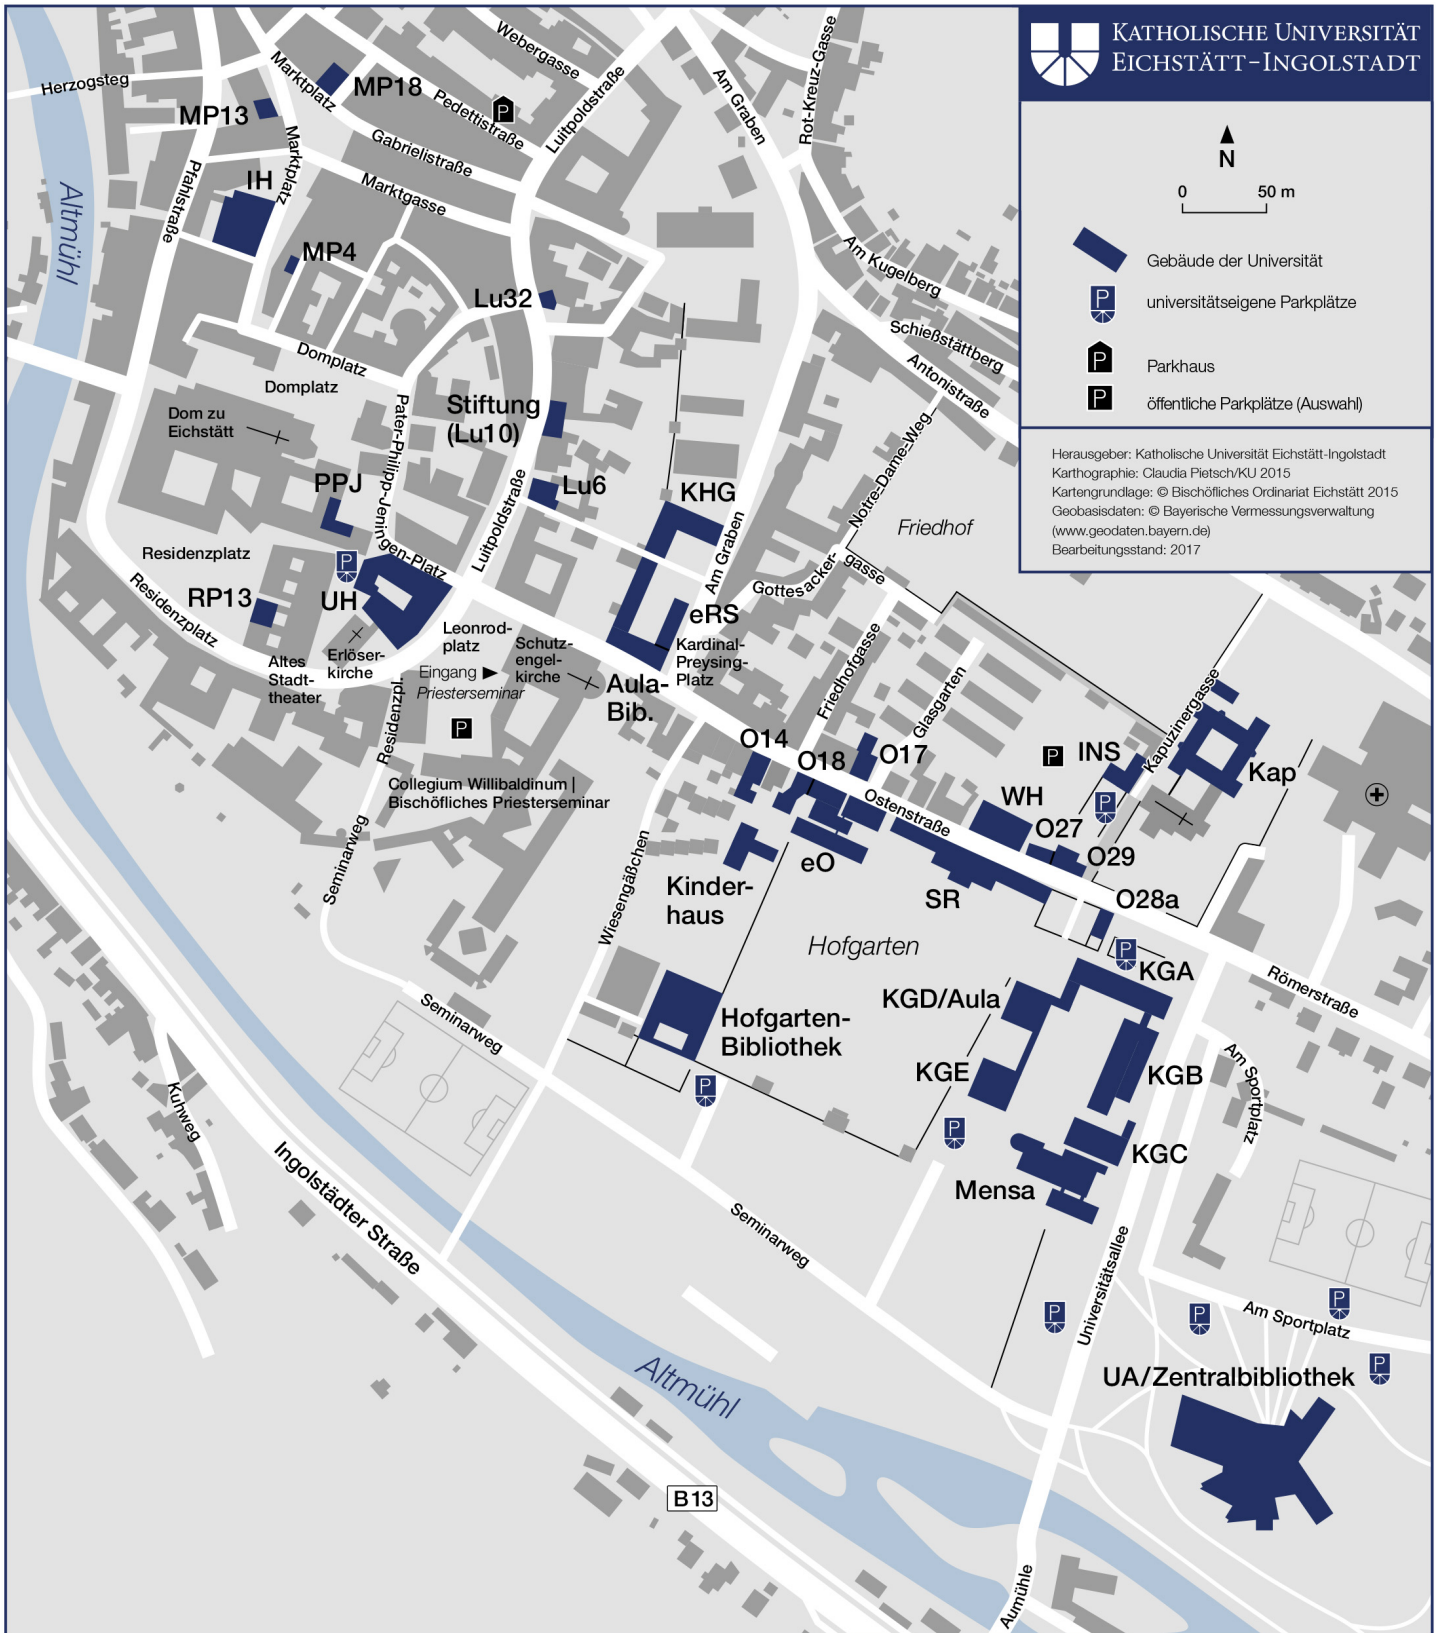 KATHOLISCHE UNIVERSITÄT
EICHSTÄTT-INGOLSTADT
N
0 50 m
Gebäude der Universität
P
universitätseigene Parkplätze
P
Parkhaus
P
öffentliche Parkplätze (Auswahl)
Herausgeber: Katholische Universität Eichstätt-Ingolstadt
Karthographie: Claudia Pietsch/KU 2015
Kartengrundlage: © Bischöfliches Ordinariat Eichstätt 2015
Geobasisdaten: © Bayerische Vermessungsverwaltung
(www.geodaten.bayern.de)
Bearbeitungsstand: 2017
Webergasse
Herzogsteg
Marktplatz
MP18
Pedettistraße
P
Luitpoldstraße
Am Graben
Rot-Kreuz-Gasse
MP13
Marktplatz
Gabrielistraße
Pfahlstraße
IH
Marktgasse
Altmühl
MP4
Am Kugelberg
Lu32
Schießstättberg
Antonistraße
Domplatz
Domplatz
Dom zu
Eichstätt
Pater-Philipp-Jeningen-Platz
Stiftung
(Lu10)
Notre-Dame-Weg
PPJ
Lu6
KHG
Luitpoldstraße
Am Graben
Friedhof
Residenzplatz
P
Gottesacker-
gasse
Residenzplatz
RP13
UH
eRS
Leonrod-
platz
Schutz-
engel-
kirche
Kardinal-
Preysing-
Platz
Erlöser-
kirche
Altes
Stadt-
theater
Eingang
Priesterseminar
P
Residenzpl.
Aula-
Bib.
Friedhofgasse
Glasgarten
Kapuzinergasse
O14
O18
O17
P
INS
Kap
Collegium Willibaldinum |
Bischöfliches Priesterseminar
Ostenstraße
WH
P
O27
O29
Seminarweg
Wiesengäßchen
eO
Kinder-
haus
SR
O28a
Hofgarten
P
KGA
Römerstraße
KGD/Aula
Seminarweg
Hofgarten-
Bibliothek
P
KGE
KGB
Am Sportplatz
Kuhweg
P
KGC
Mensa
Ingolstädter Straße
Seminarweg
Universitätsallee
P
P
P
Am Sportplatz
P
UA/Zentralbibliothek
Altmühl
B13
Aumühle